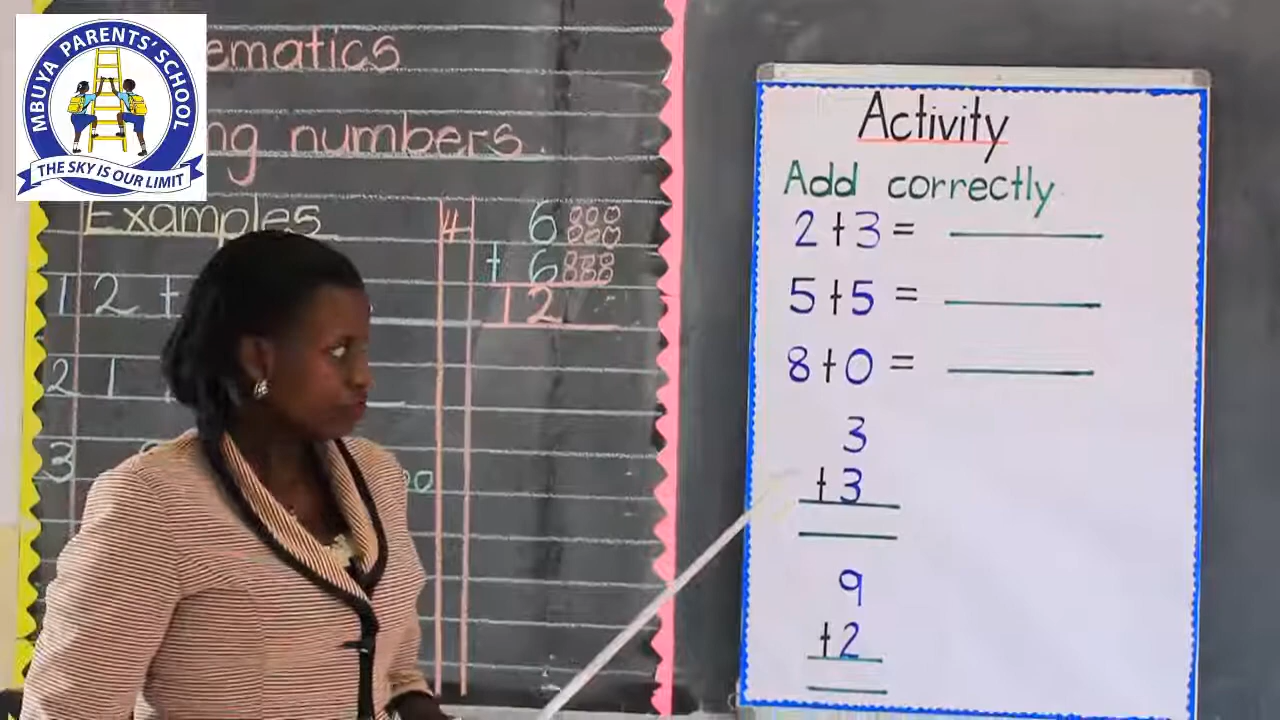 MBUYA PARENTS' SCHOOL
THE SKY IS OUR LIMIT
ematics
ng numbers.
Examples
1 2 +
2 1
3
4 6
+ 6
12
Activity
Add correctly
2+3=
5+5=
8+0=
3
+3
9
+2